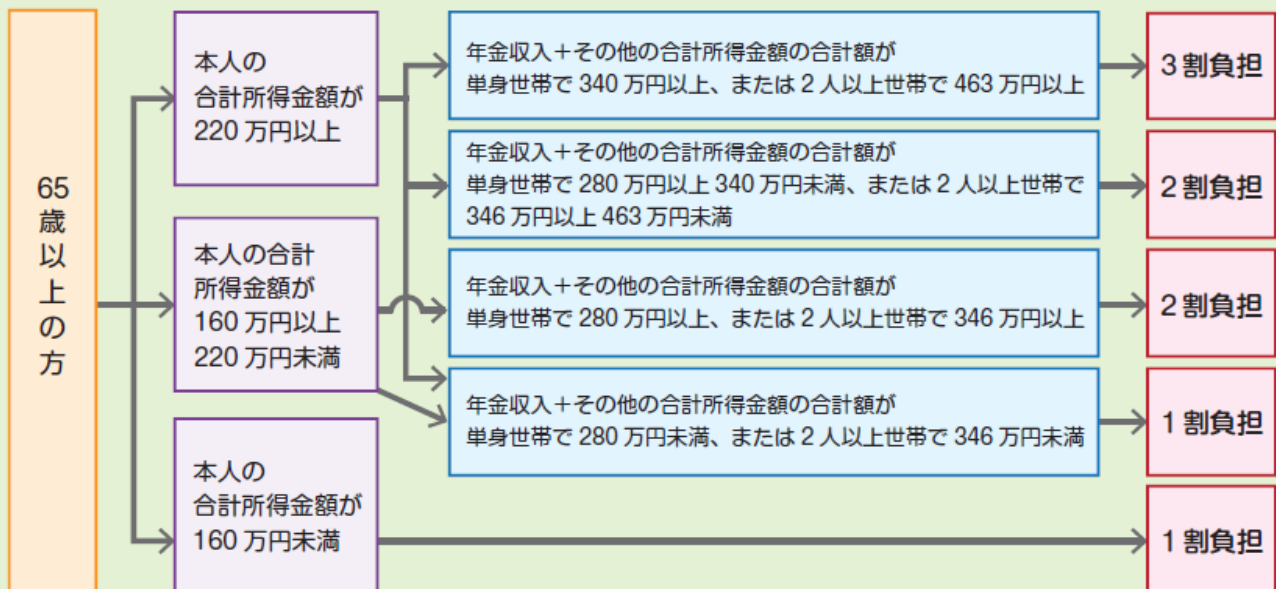 65歳以上の方
本人の
合計所得金額が
220万円以上
年金収入＋その他の合計所得金額の合計額が
単身世帯で340万円以上、または2人以上世帯で463万円以上
3割負担
年金収入＋その他の合計所得金額の合計額が
単身世帯で280万円以上340万円未満、または2人以上世帯で
346万円以上463万円未満
2割負担
本人の合計
所得金額が
160万円以上
220万円未満
年金収入＋その他の合計所得金額の合計額が
単身世帯で280万円以上、または2人以上世帯で346万円以上
2割負担
年金収入＋その他の合計所得金額の合計額が
単身世帯で280万円未満、または2人以上世帯で346万円未満
1割負担
本人の
合計所得金額が
160万円未満
1割負担